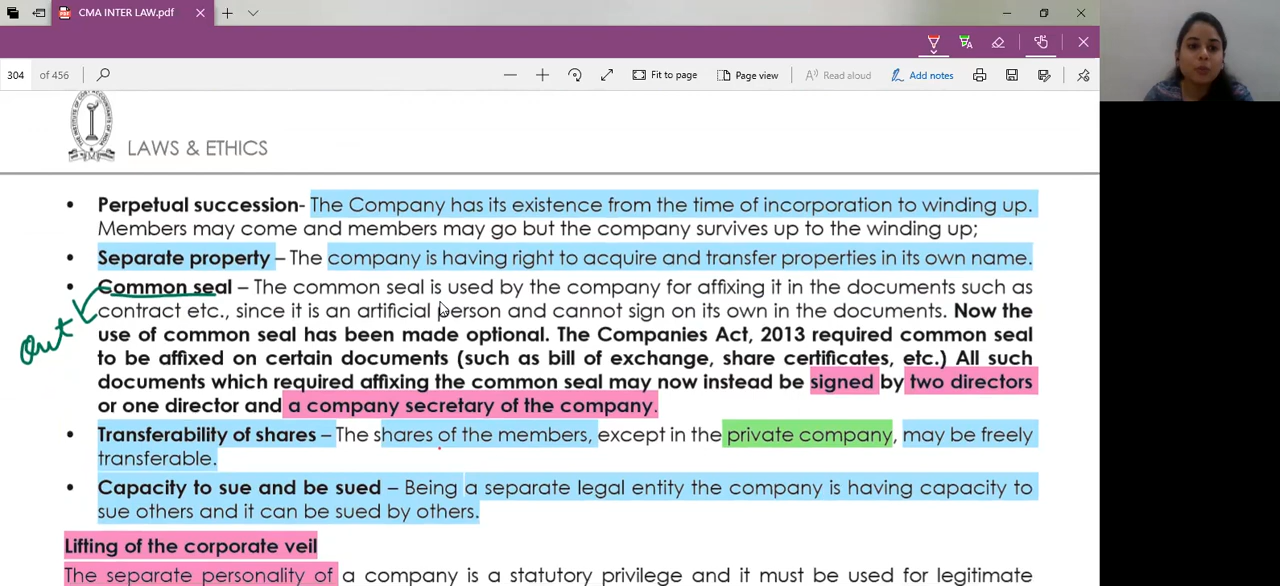 CMA INTER LAW.pdf
304 of 456
Fit to page
Page view
Read aloud
Add notes
LAWS & ETHICS
• Perpetual succession- The Company has its existence from the time of incorporation to winding up.
Members may come and members may go but the company survives up to the winding up;
• Separate property – The company is having right to acquire and transfer properties in its own name.
• Common seal – The common seal is used by the company for affixing it in the documents such as
contract etc., since it is an artificial person and cannot sign on its own in the documents. Now the
out
use of common seal has been made optional. The Companies Act, 2013 required common seal
to be affixed on certain documents (such as bill of exchange, share certificates, etc.) All such
documents which required affixing the common seal may now instead be signed by two directors
or one director and a company secretary of the company.
• Transferability of shares – The shares of the members, except in the private company, may be freely
transferable.
• Capacity to sue and be sued – Being a separate legal entity the company is having capacity to
sue others and it can be sued by others.
Lifting of the corporate veil
The separate personality of a company is a statutory privilege and it must be used for legitimate